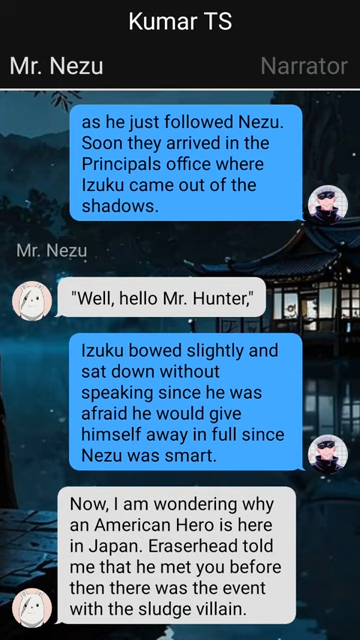 Kumar TS
Mr. Nezu
Narrator
as he just followed Nezu.
Soon they arrived in the
Principals office where
Izuku came out of the
shadows.
Mr. Nezu
"Well, hello Mr. Hunter,"
Izuku bowed slightly and
sat down without
speaking since he was
afraid he would give
himself away in full since
Nezu was smart.
Now, I am wondering why
an American Hero is here
in Japan. Eraserhead told
me that he met you before
then there was the event
with the sludge villain.